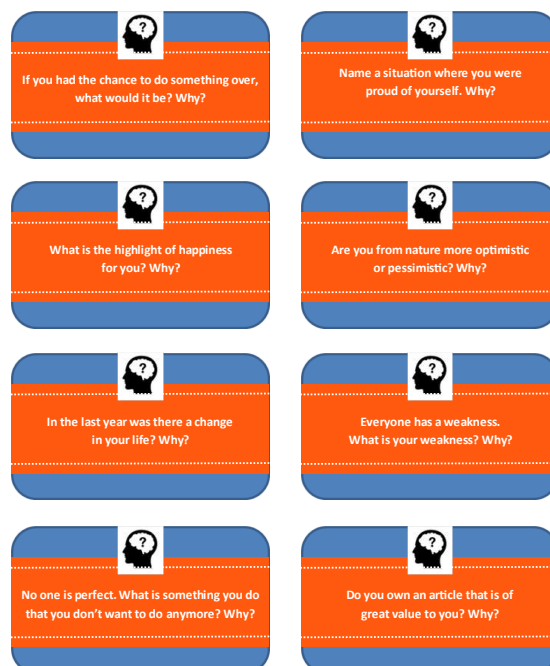 ?
If you had the chance to do something over,
what would it be? Why?
?
Name a situation where you were
proud of yourself. Why?
?
What is the highlight of happiness
for you? Why?
?
Are you from nature more optimistic
or pessimistic? Why?
?
In the last year was there a change
in your life? Why?
?
Everyone has a weakness.
What is your weakness? Why?
?
No one is perfect. What is something you do
that you don't want to do anymore? Why?
?
Do you own an article that is of
great value to you? Why?